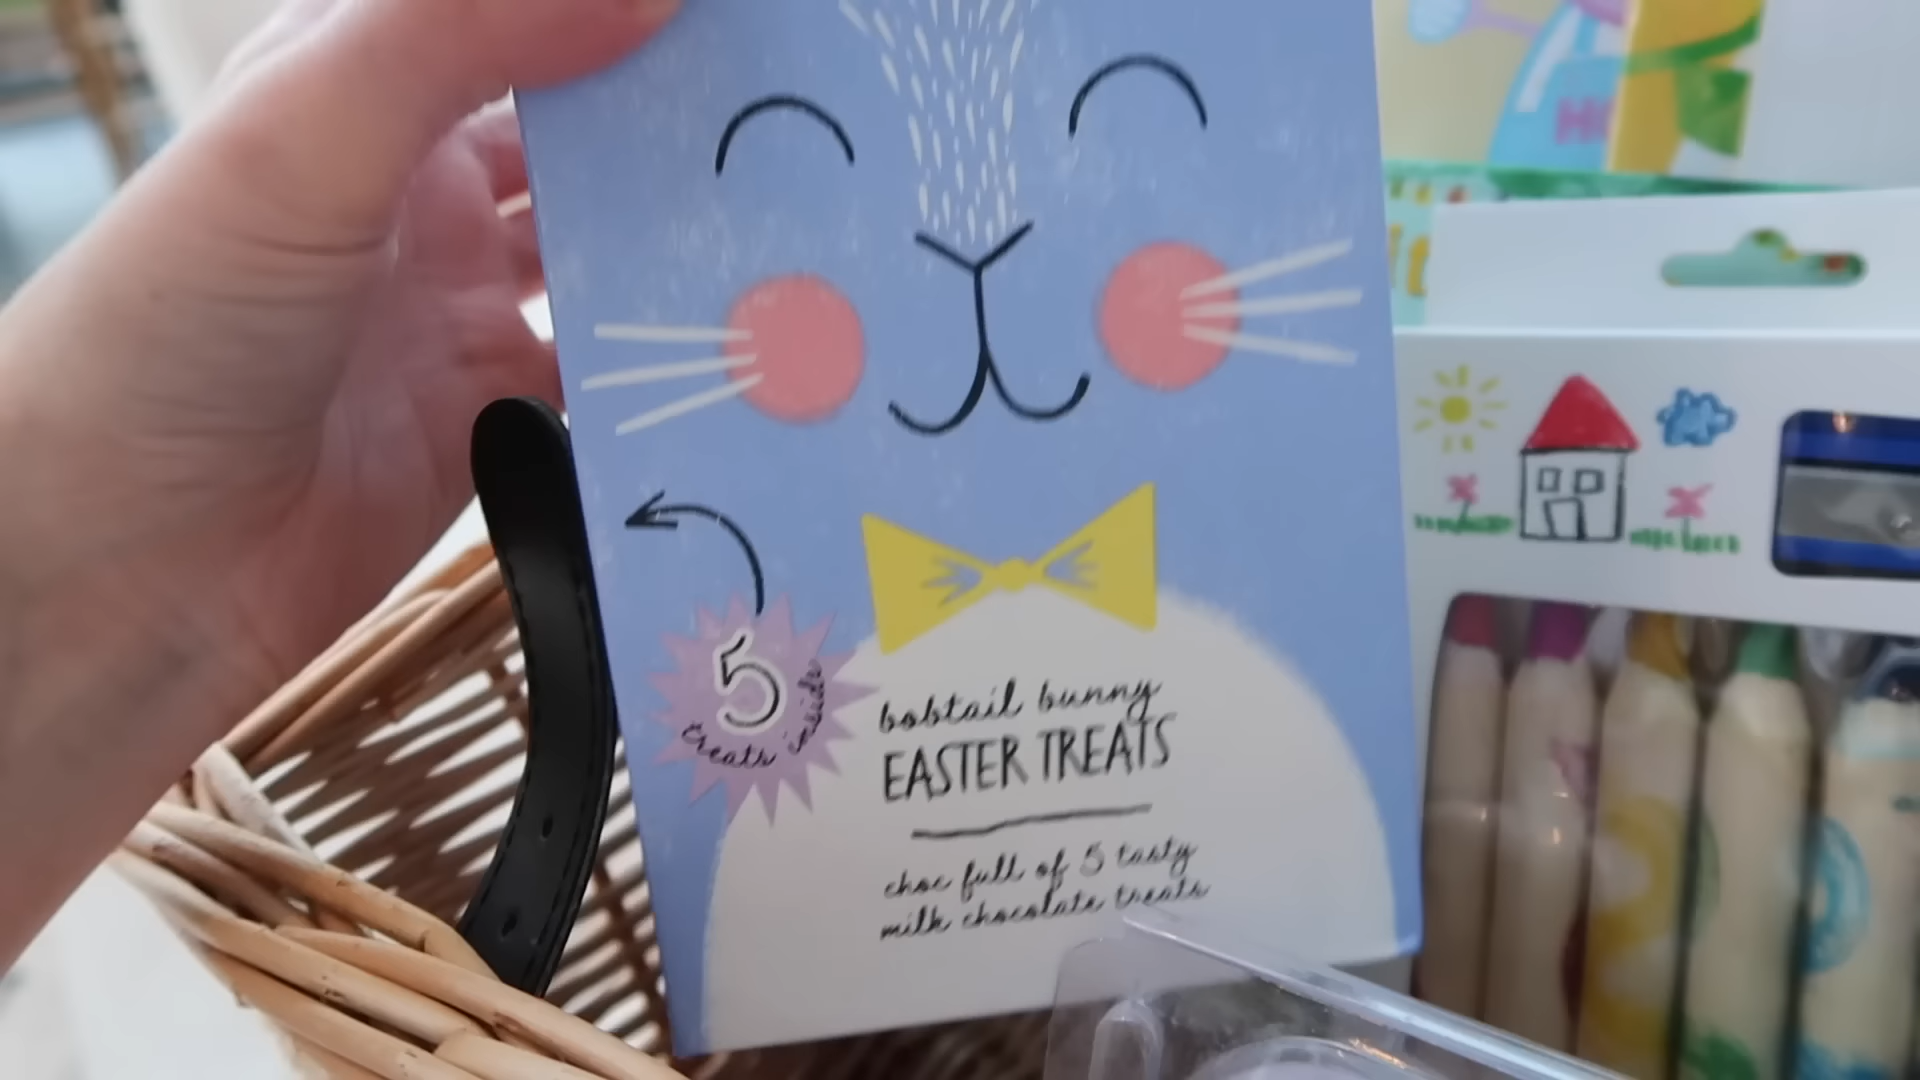 5
treats inside
bobtail bunny
EASTER TREATS
choc full of 5 tasty
milk chocolate treats